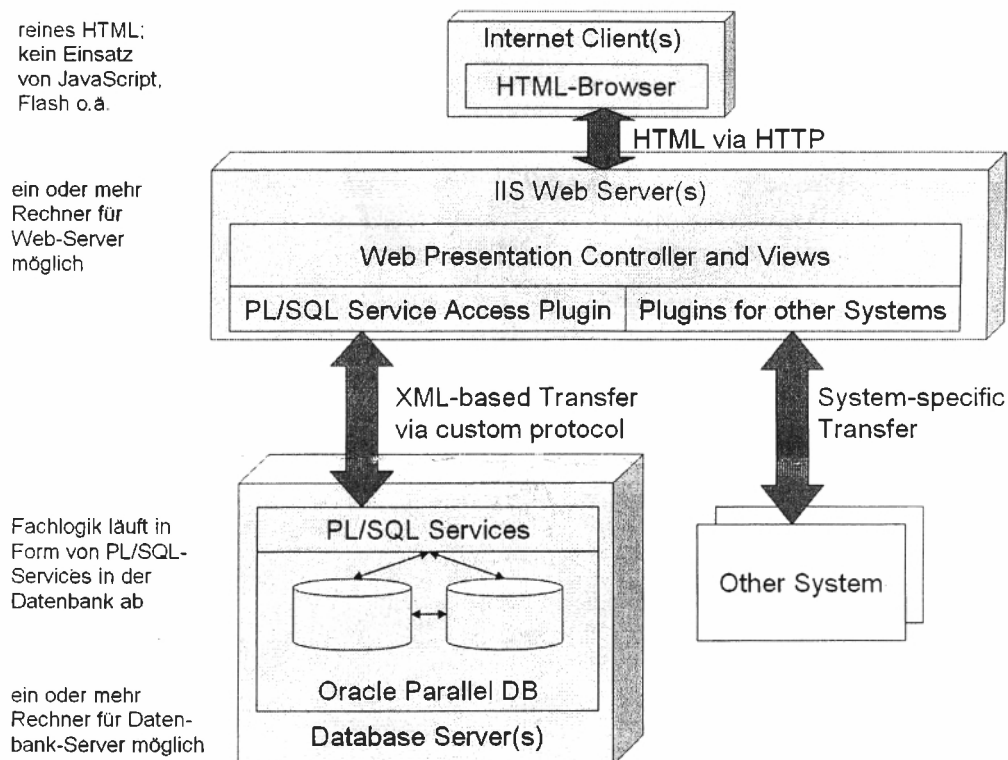 reines HTML;
kein Einsatz
von JavaScript,
Flash o.ä.
Internet Client(s)
HTML-Browser
HTML via HTTP
ein oder mehr
Rechner für
Web-Server
möglich
IIS Web Server(s)
Web Presentation Controller and Views
PL/SQL Service Access Plugin
Plugins for other Systems
XML-based Transfer
via custom protocol
System-specific
Transfer
Fachlogik läuft in
Form von PL/SQL-
Services in der
Datenbank ab
PL/SQL Services
Other System
Oracle Parallel DB
ein oder mehr
Rechner für Daten-
bank-Server möglich
Database Server(s)